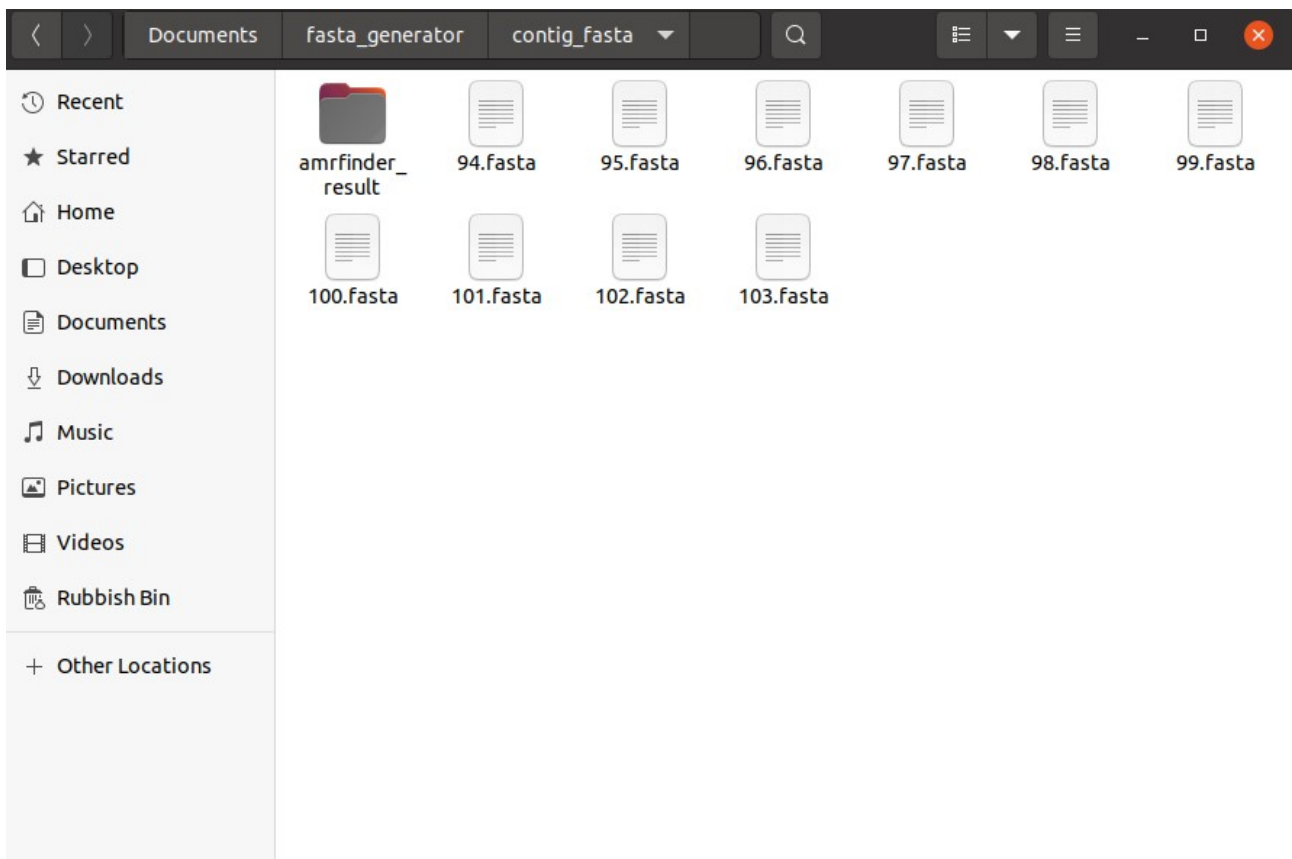 Documents
fasta_generator
contig_fasta
Recent
Starred
Home
Desktop
Documents
Downloads
Music
Pictures
Videos
Rubbish Bin
Other Locations
amrfinder_
result
94.fasta
95.fasta
96.fasta
97.fasta
98.fasta
99.fasta
100.fasta
101.fasta
102.fasta
103.fasta